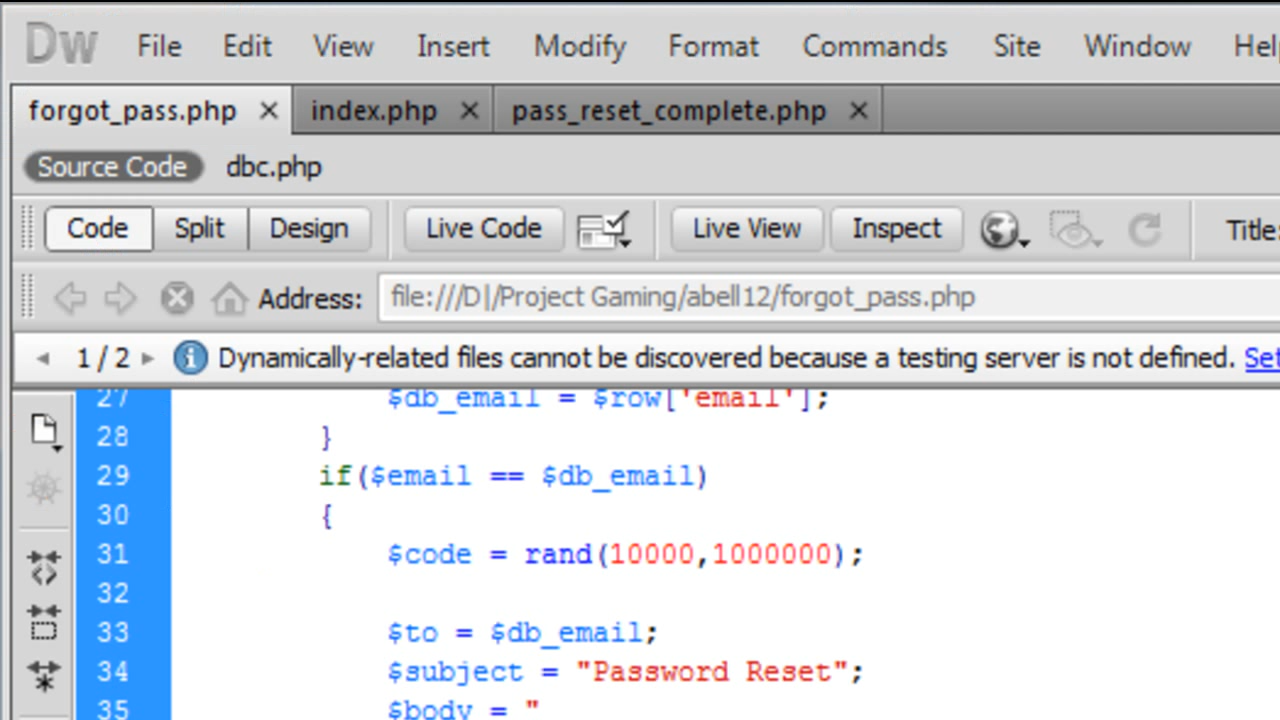 Dw File Edit View Insert Modify Format Commands Site Window Hel
forgot_pass.php × index.php × pass_reset_complete.php ×
Source Code dbc.php
Code Split Design Live Code Live View Inspect Title:
Address: file:///D|/Project Gaming/abell12/forgot_pass.php
1 / 2 Dynamically-related files cannot be discovered because a testing server is not defined. Set
27 $db_email = $row['email'];
28 }
29 if($email == $db_email)
30 {
31 $code = rand(10000,1000000);
32
33 $to = $db_email;
34 $subject = "Password Reset";
35 $body = "